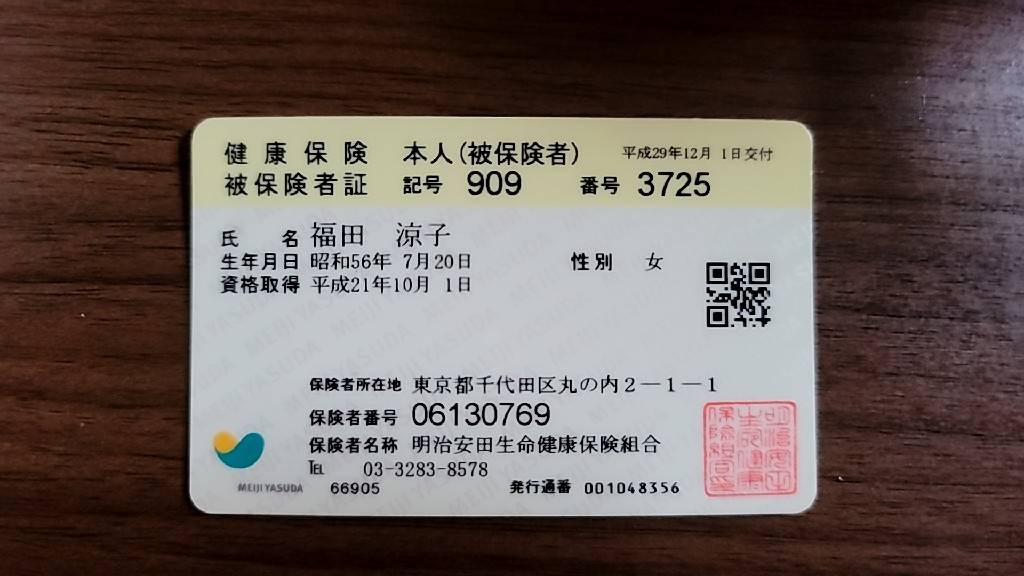 健康保険 本人(被保険者) 平成29年12月 1日交付
被保険者証 記号 909 番号 3725
氏 名 福田 涼子
生年月日 昭和56年 7月20日 性別 女
資格取得 平成21年10月 1日
保険者所在地 東京都千代田区丸の内2-1-1
保険者番号 06130769
保険者名称 明治安田生命健康保険組合
TEL 03-3283-8578
MEIJI YASUDA 66905 発行通番 001048356